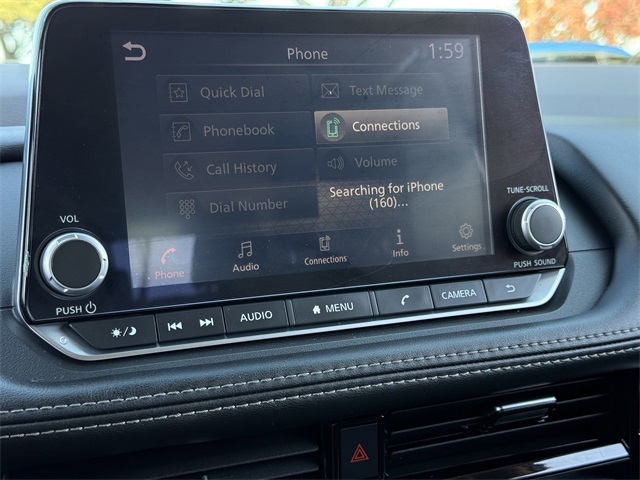 Phone 1:59
Quick Dial Text Message
Phonebook Connections
Call History Volume
Dial Number Searching for iPhone
(160)...
Phone Audio Connections Info Settings
VOL
PUSH
TUNE·SCROLL
PUSH SOUND
AUDIO MENU CAMERA